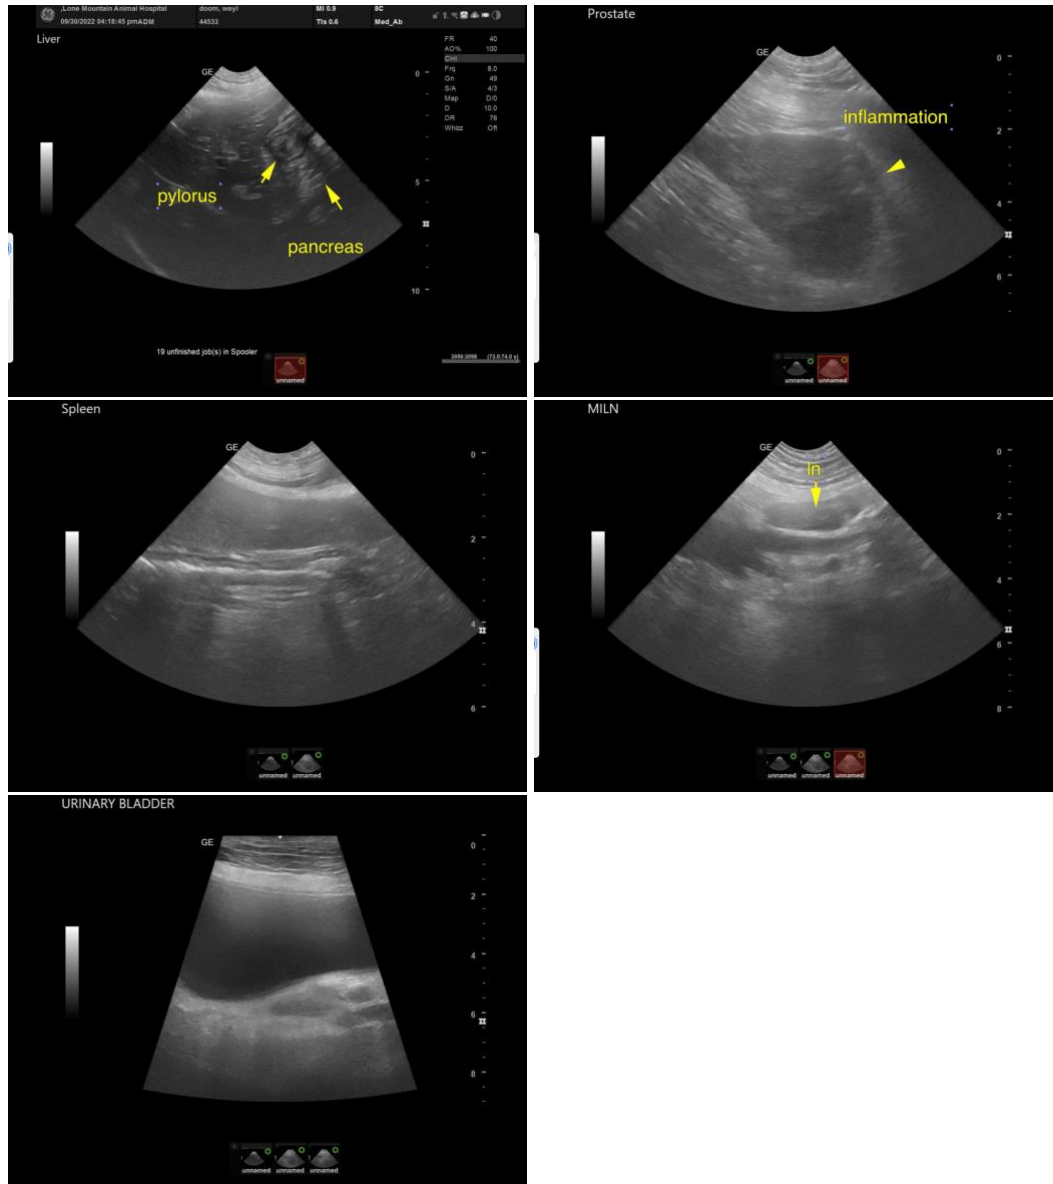 ,Lone Mountain Animal Hospital
doom, weyl
MI 0.9
SC
09/30/2022 04:18:45 pmADM
44533
TIs 0.6
Med_Ab
Liver
GE
FR 40
AO% 100
CHI
Frq 8.0
Gn 49
S/A 4/3
Map D/0
D 10.0
DR 78
Whizz Off
0
5
10
pylorus
pancreas
19 unfinished job(s) in Spooler
unnamed
Prostate
GE
inflammation
0
2
4
6
unnamed
unnamed
Spleen
GE
0
2
4
6
unnamed
unnamed
MILN
GE
ln
0
2
4
6
8
unnamed
unnamed
unnamed
URINARY BLADDER
GE
0
2
4
6
8
unnamed
unnamed
unnamed